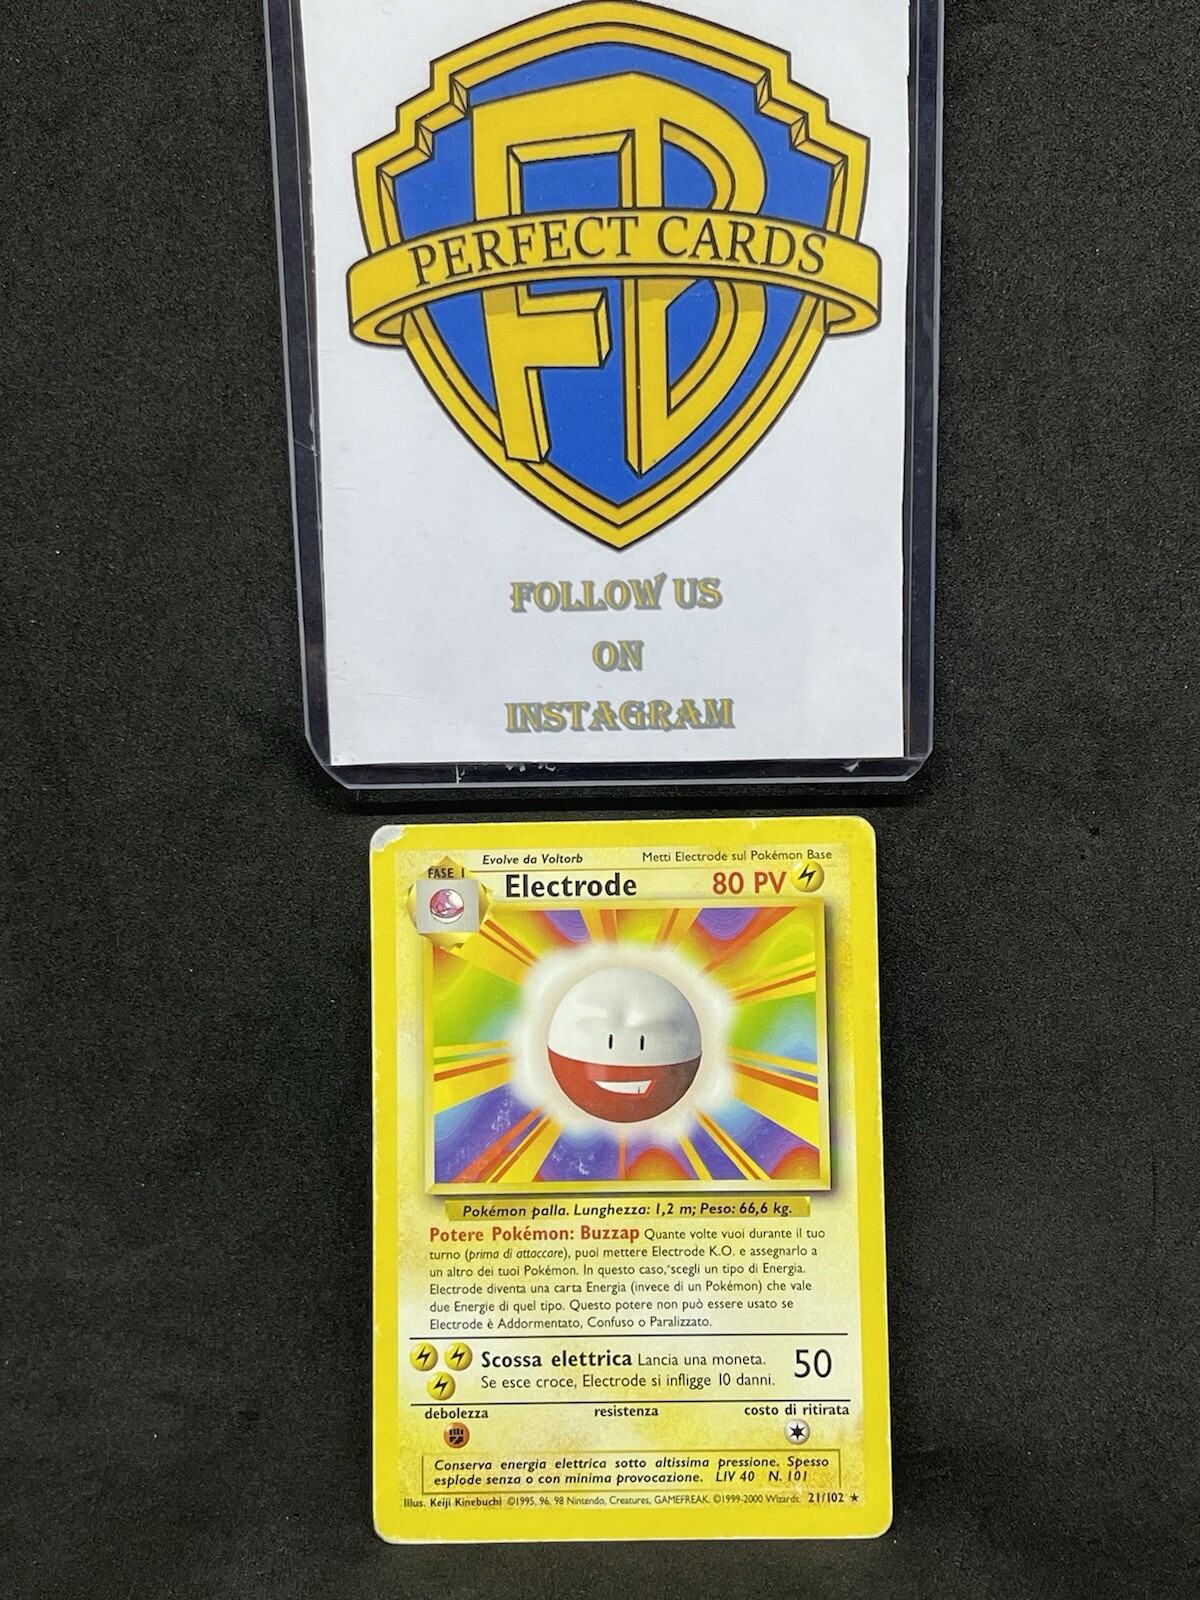 FB
PERFECT CARDS
FOLLOW US
ON
INSTAGRAM
Evolve da Voltorb Metti Electrode sul Pokémon Base
FASE 1
Electrode 80 PV
Pokémon palla. Lunghezza: 1,2 m; Peso: 66,6 kg.
Potere Pokémon: Buzzap Quante volte vuoi durante il tuo
turno (prima di attaccare), puoi mettere Electrode K.O. e assegnarlo a
un altro dei tuoi Pokémon. In questo caso, scegli un tipo di Energia.
Electrode diventa una carta Energia (invece di un Pokémon) che vale
due Energie di quel tipo. Questo potere non può essere usato se
Electrode è Addormentato, Confuso o Paralizzato.
Scossa elettrica Lancia una moneta. 50
Se esce croce, Electrode si infligge 10 danni.
debolezza resistenza costo di ritirata
Conserva energia elettrica sotto altissima pressione. Spesso
esplode senza o con minima provocazione. LIV 40 N. 101
Illus. Keiji Kinebuchi ©1995, 96, 98 Nintendo, Creatures, GAMEFREAK. ©1999-2000 Wizards. 21/102 ★